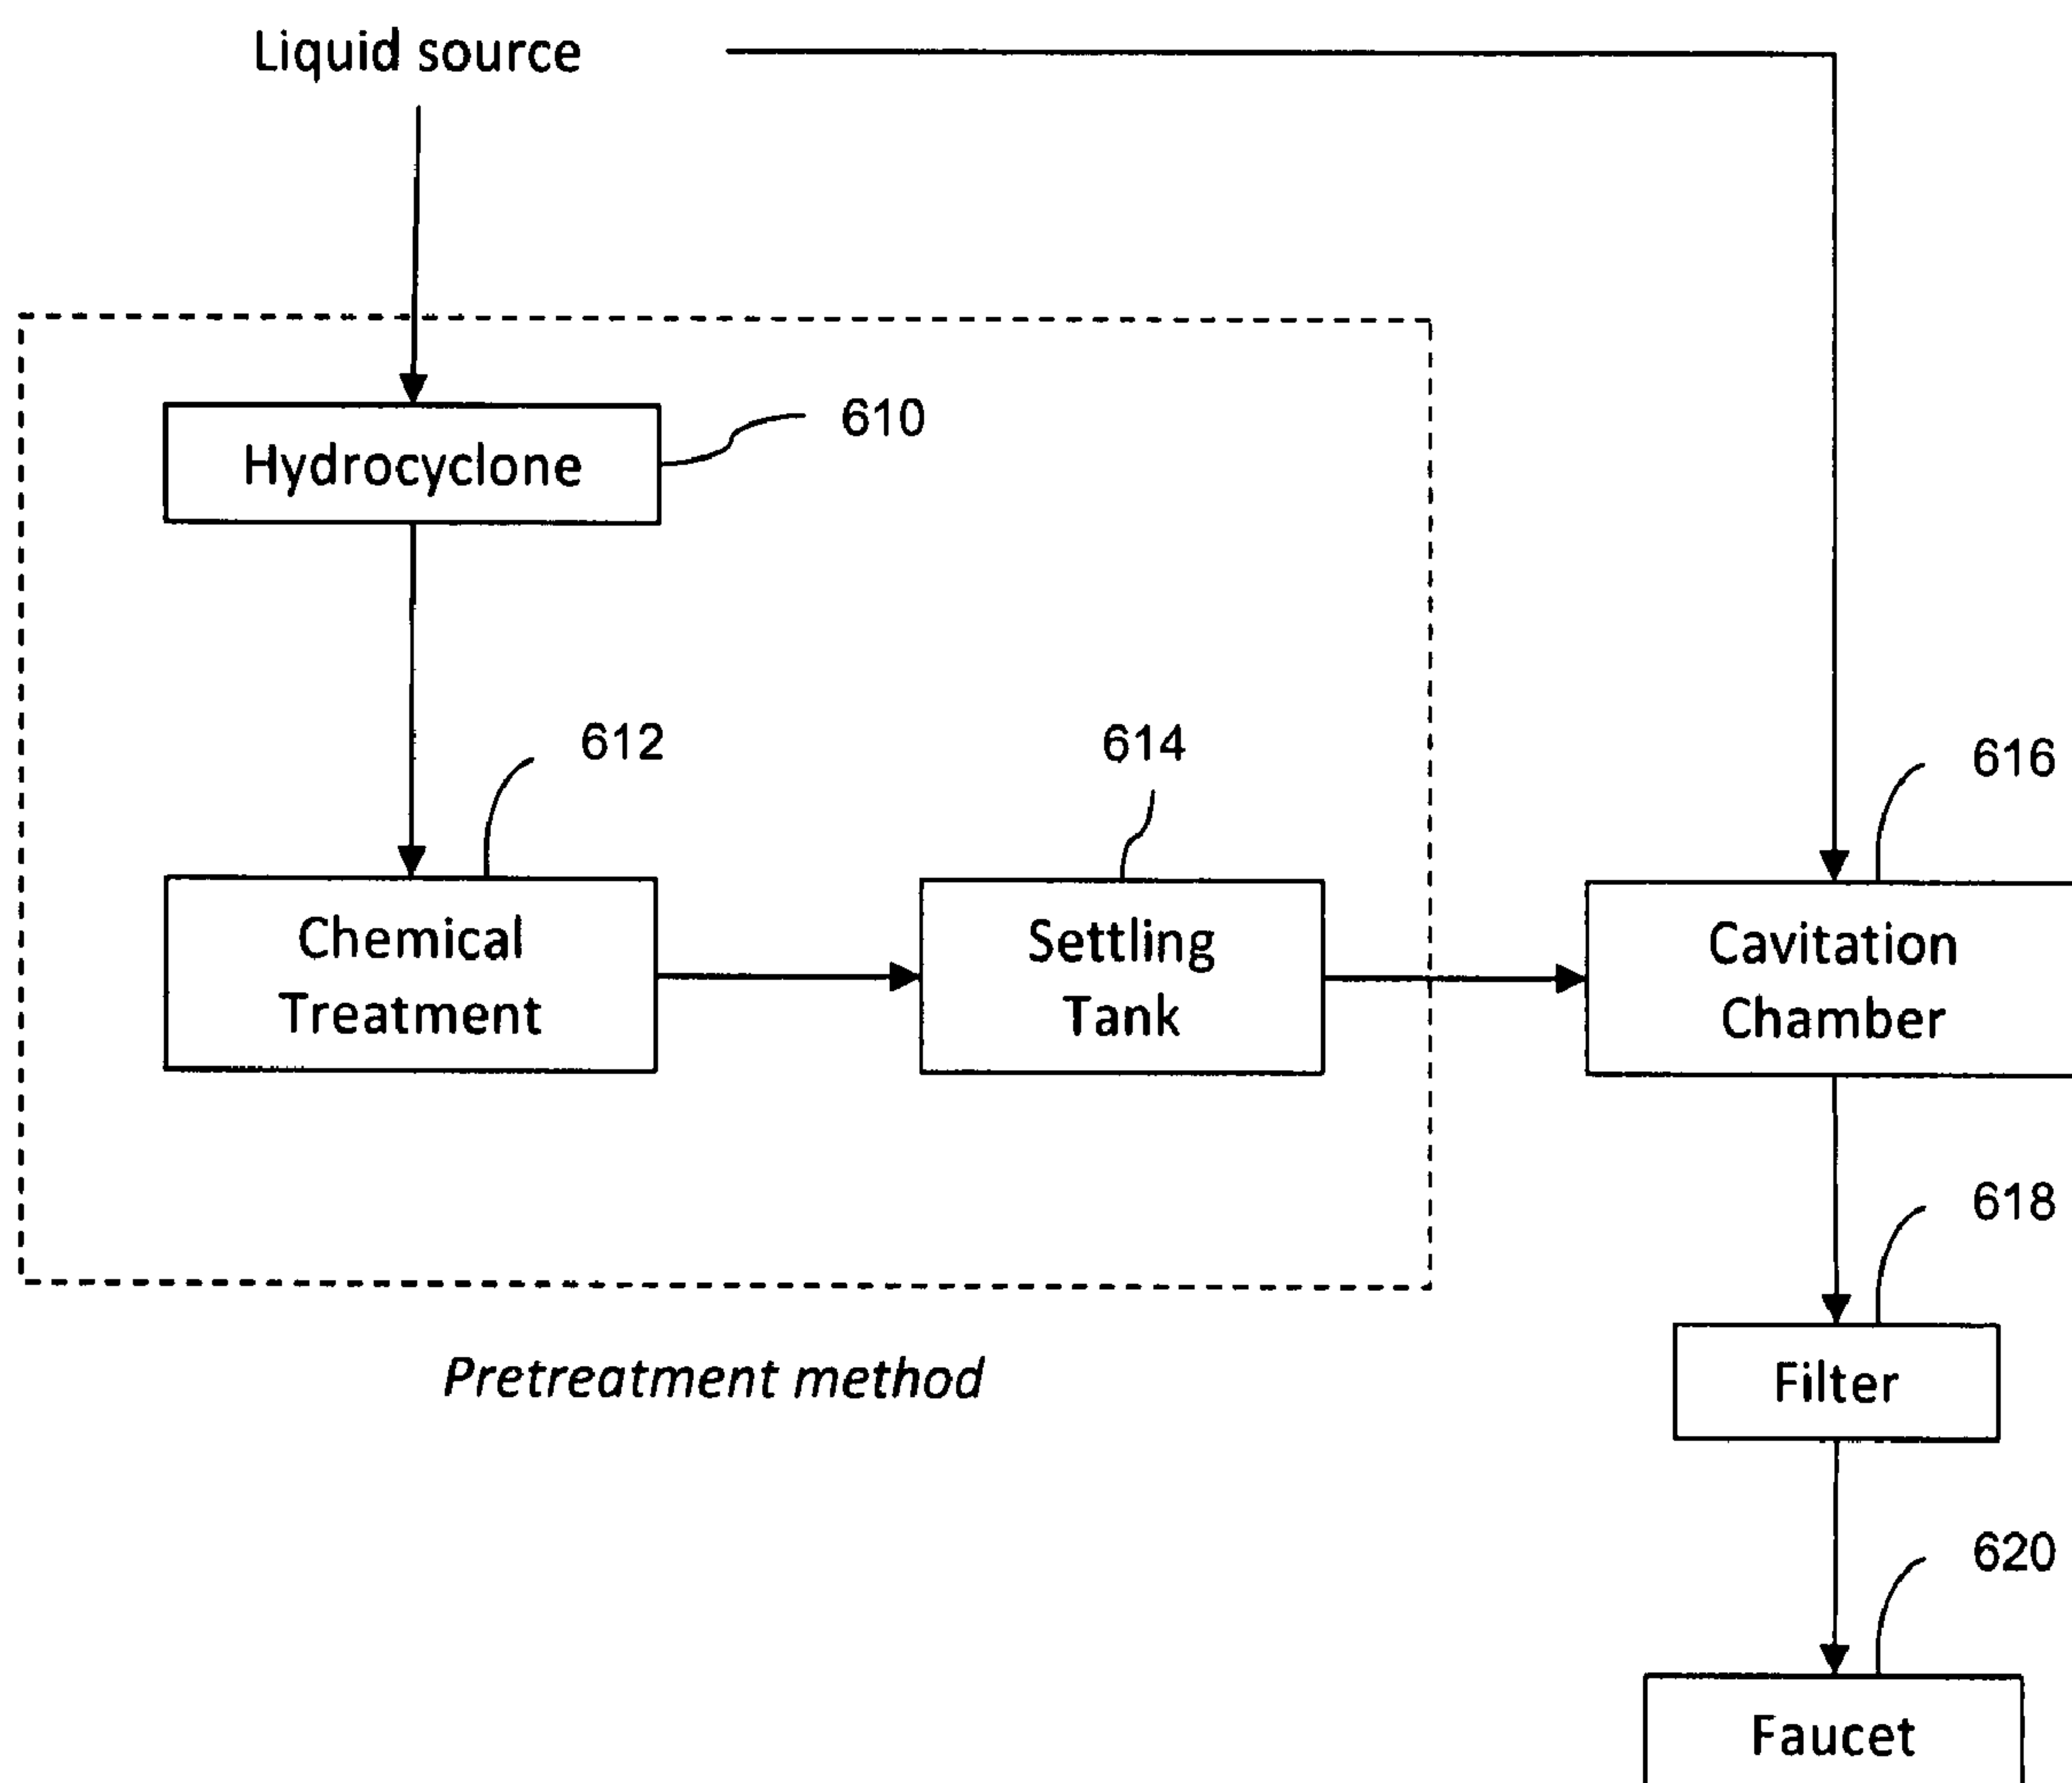 Liquid source
Hydrocyclone
610
612
614
616
Chemical
Treatment
Settling
Tank
Cavitation
Chamber
618
Pretreatment method
Filter
620
Faucet